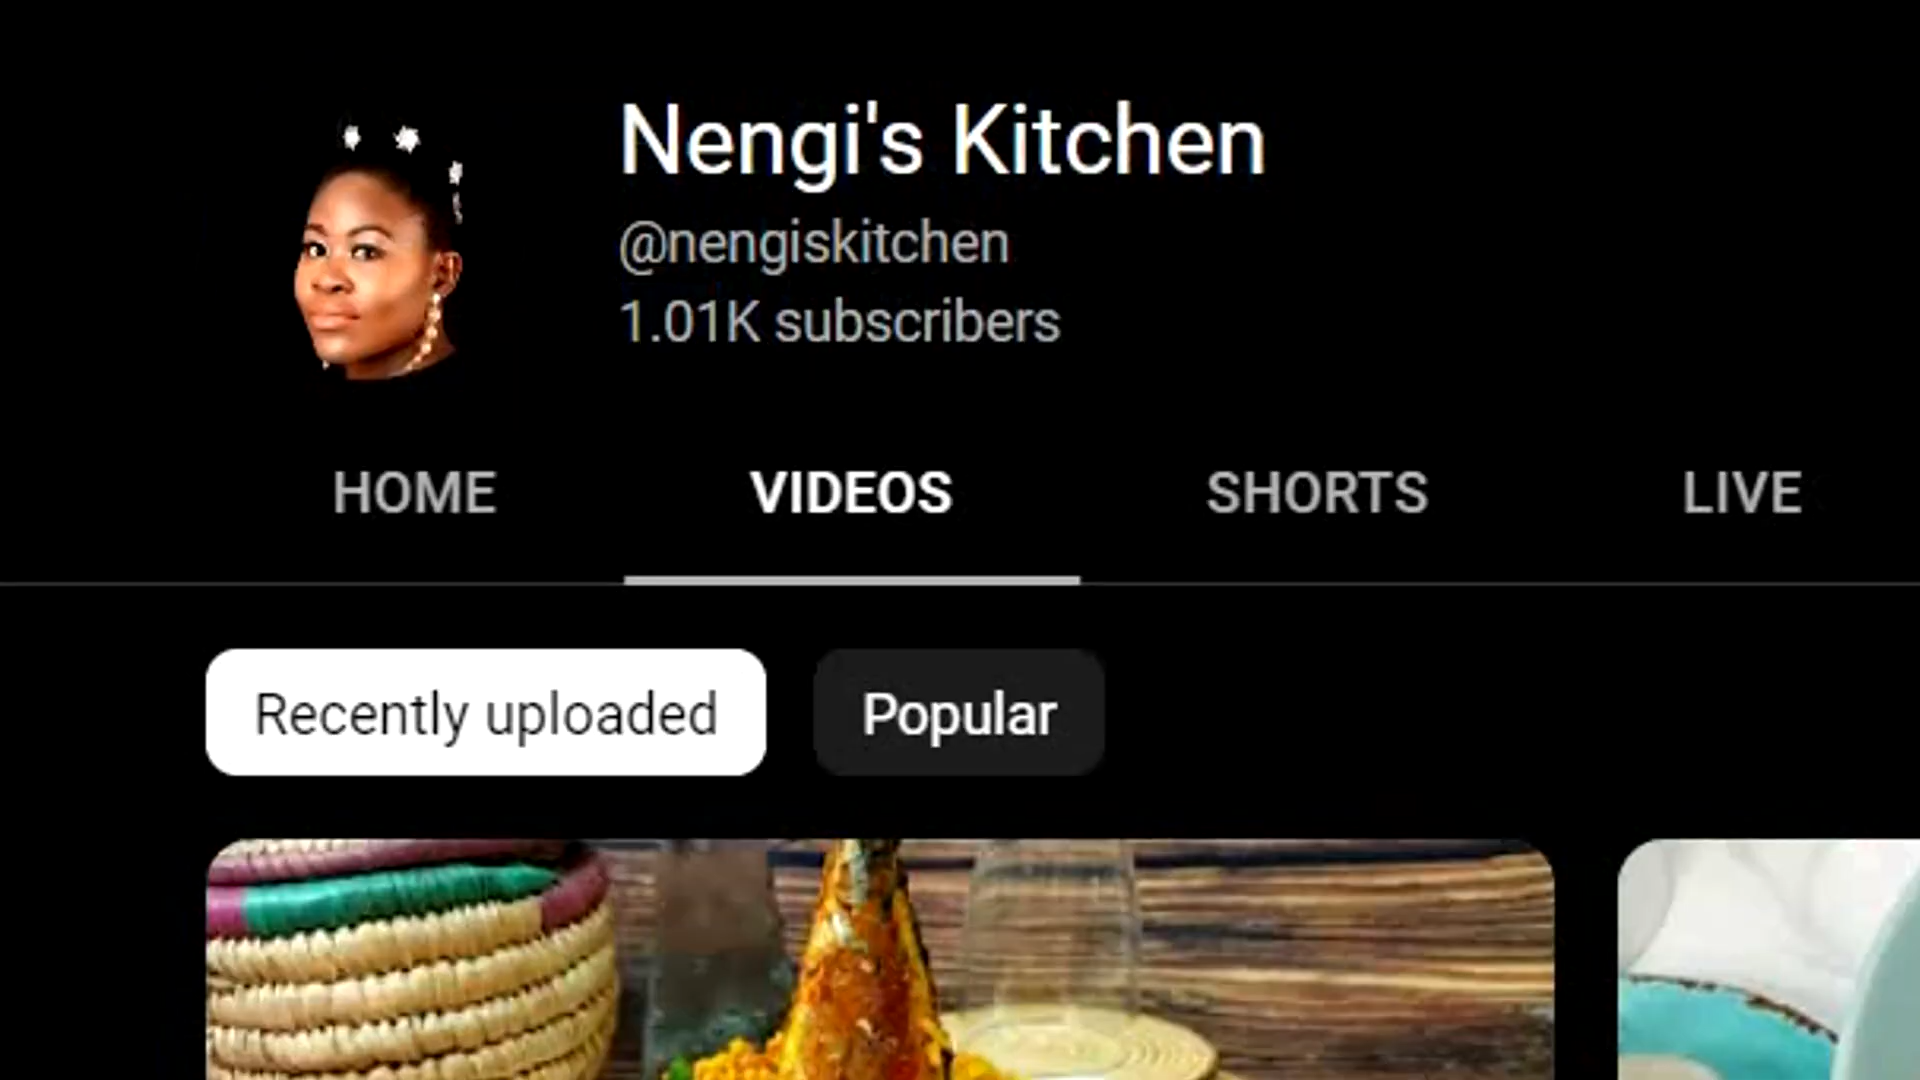 Nengi's Kitchen
@nengiskitchen
1.01K subscribers
HOME VIDEOS SHORTS LIVE
Recently uploaded Popular